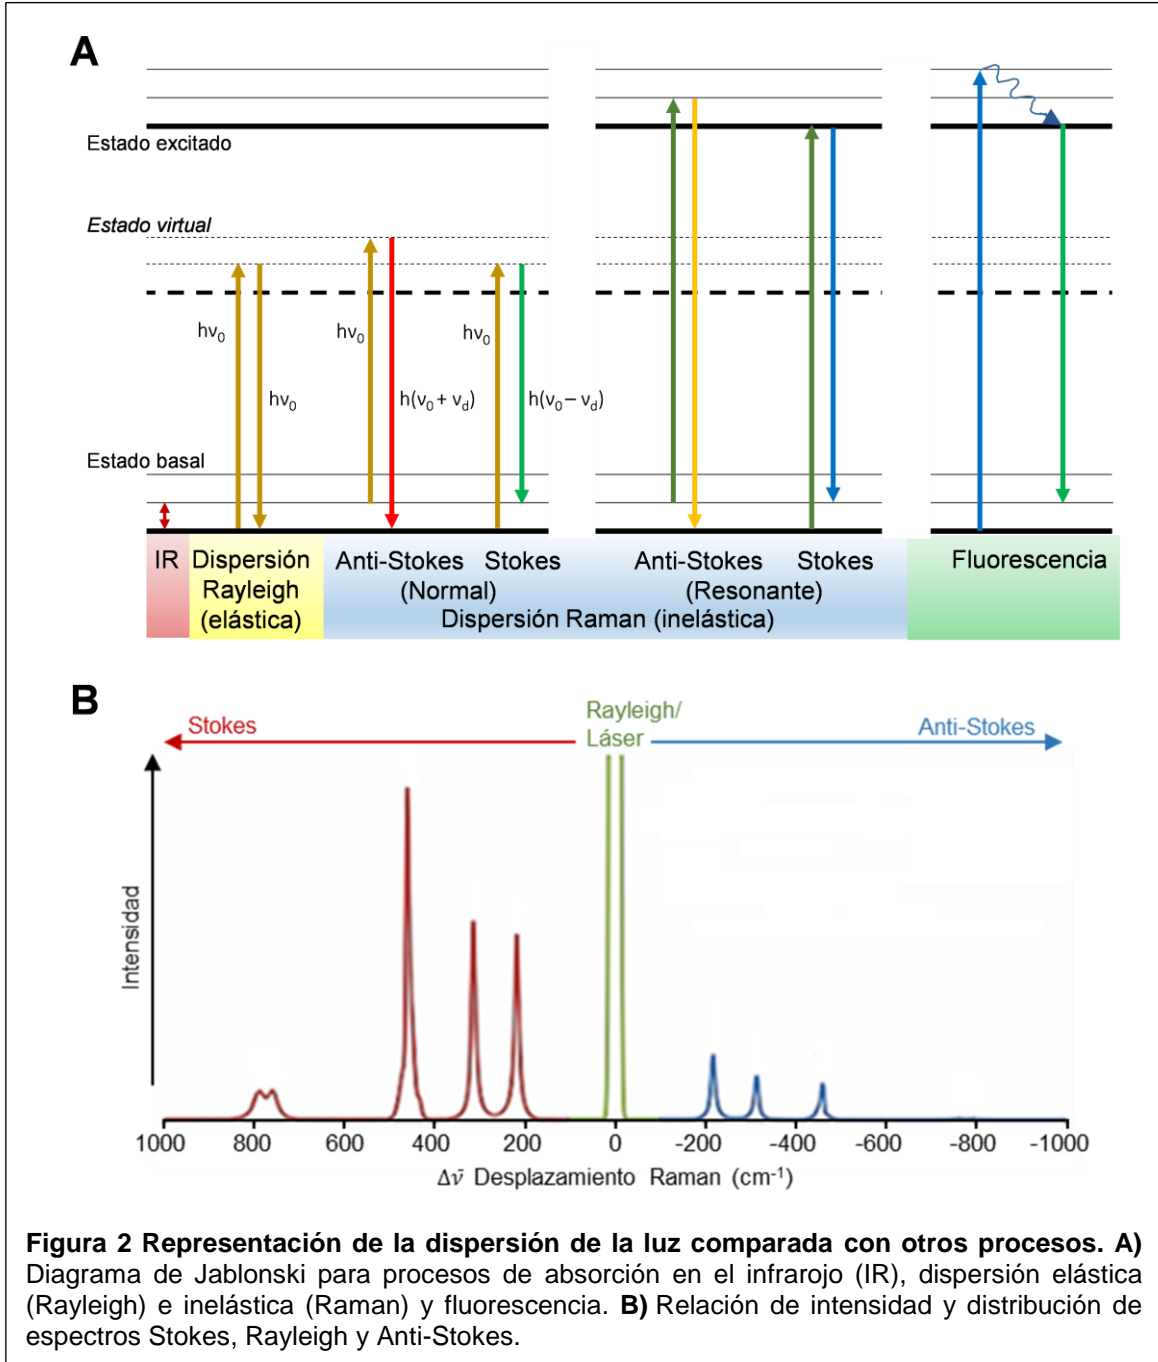 A
Estado excitado
Estado virtual
hν₀
hν₀
hν₀
hν₀
h(ν₀ + ν_d)
h(ν₀ – ν_d)
Estado basal
IR
Dispersión
Rayleigh
(elástica)
Anti-Stokes
Stokes
(Normal)
Anti-Stokes
Stokes
(Resonante)
Dispersión Raman (inelástica)
Fluorescencia
B
Stokes
Rayleigh/
Láser
Anti-Stokes
Intensidad
1000 800 600 400 200 0 -200 -400 -600 -800 -1000
Δν̄ Desplazamiento Raman (cm⁻¹)
Figura 2 Representación de la dispersión de la luz comparada con otros procesos. A)
Diagrama de Jablonski para procesos de absorción en el infrarojo (IR), dispersión elástica
(Rayleigh) e inelástica (Raman) y fluorescencia. B) Relación de intensidad y distribución de
espectros Stokes, Rayleigh y Anti-Stokes.